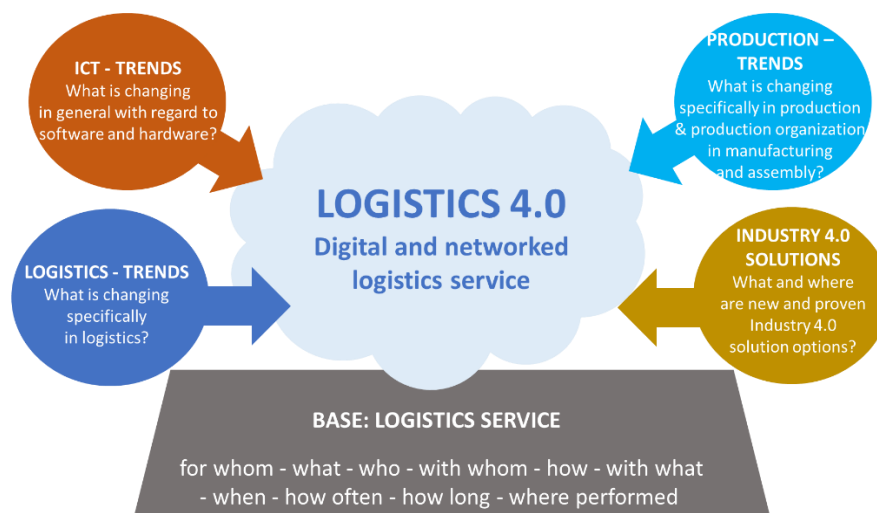 ICT - TRENDS
What is changing
in general with regard to
software and hardware?
PRODUCTION –
TRENDS
What is changing
specifically in production
& production organization
in manufacturing
and assembly?
LOGISTICS 4.0
Digital and networked
logistics service
LOGISTICS - TRENDS
What is changing
specifically
in logistics?
INDUSTRY 4.0
SOLUTIONS
What and where
are new and proven
Industry 4.0
solution options?
BASE: LOGISTICS SERVICE
for whom - what - who - with whom - how - with what
- when - how often - how long - where performed